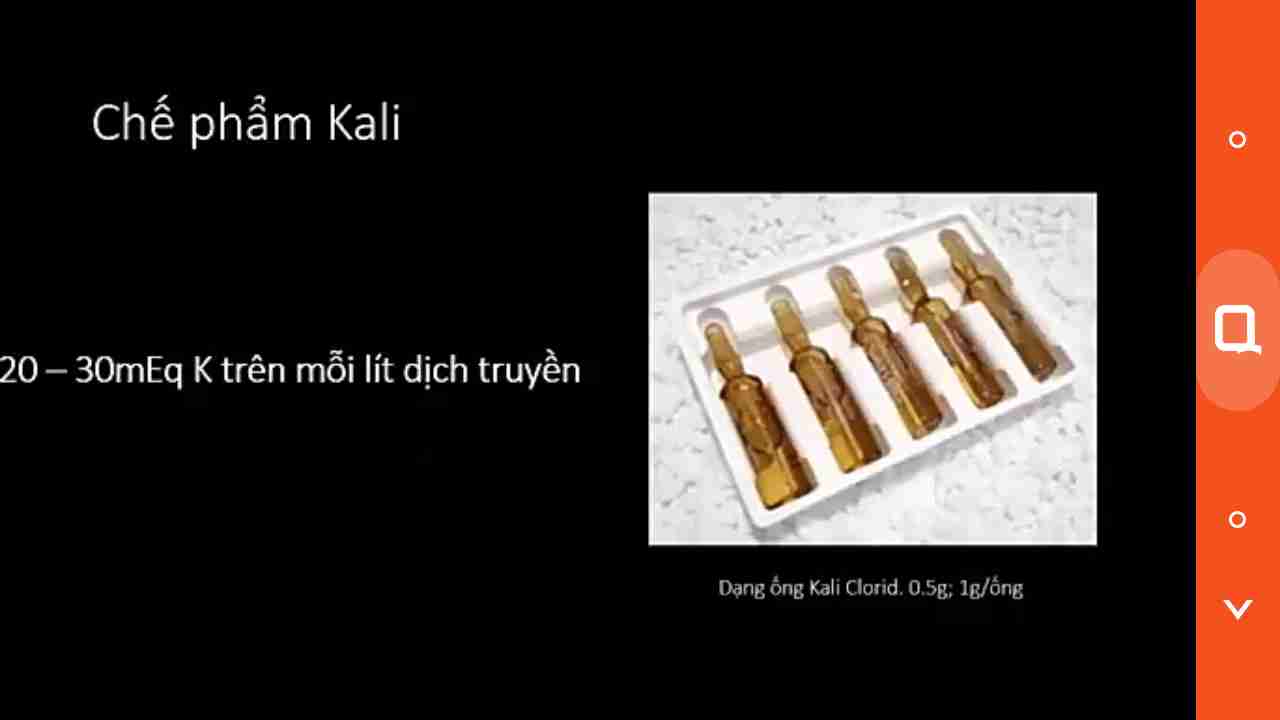 Chế phẩm Kali
20 – 30mEq K trên mỗi lít dịch truyền
Dạng ống Kali Clorid. 0.5g; 1g/ống